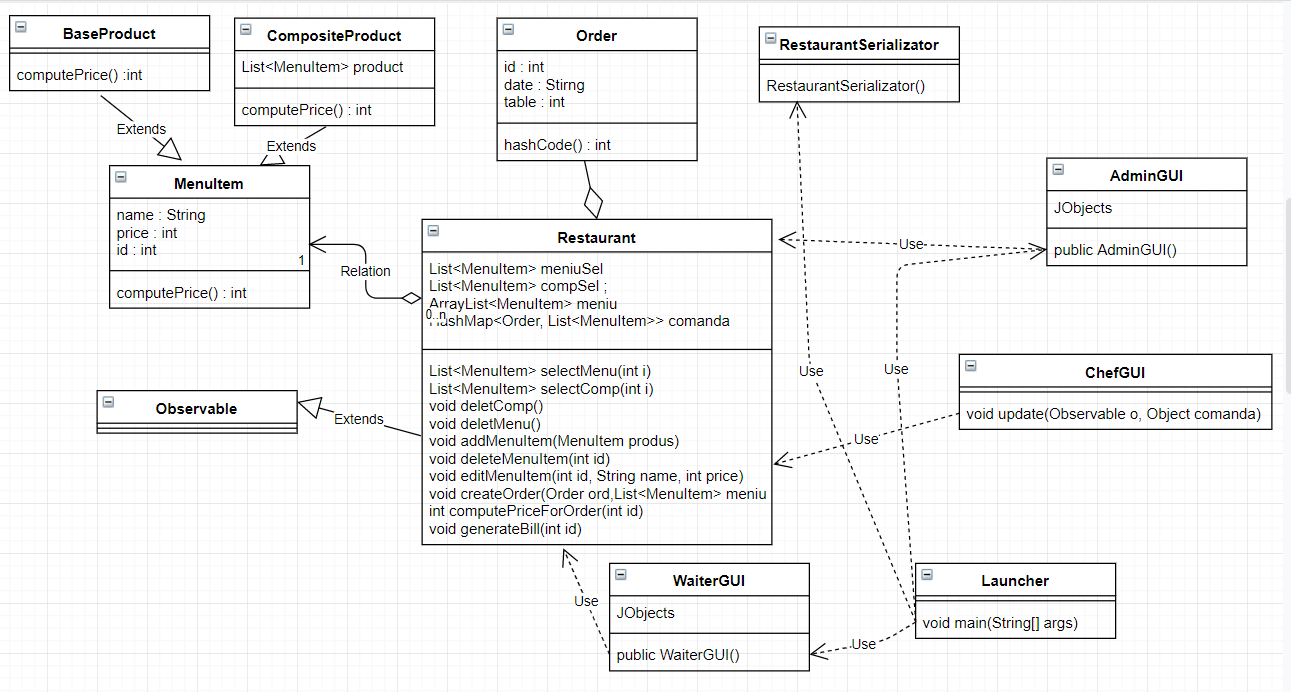 BaseProduct
computePrice() :int
CompositeProduct
List<MenuItem> product
computePrice() : int
Order
id : int
date : Stirng
table : int
hashCode() : int
RestaurantSerializator
RestaurantSerializator()
Extends
Extends
MenuItem
name : String
price : int
id : int
1
computePrice() : int
Relation
AdminGUI
JObjects
public AdminGUI()
Use
Restaurant
List<MenuItem> meniuSel
List<MenuItem> compSel ;
ArrayList<MenuItem> meniu
0..n
HashMap<Order, List<MenuItem>> comanda
List<MenuItem> selectMenu(int i)
List<MenuItem> selectComp(int i)
void deletComp()
void deletMenu()
void addMenuItem(MenuItem produs)
void deleteMenuItem(int id)
void editMenuItem(int id, String name, int price)
void createOrder(Order ord,List<MenuItem> meniu
int computePriceForOrder(int id)
void generateBill(int id)
Observable
Extends
Use
Use
ChefGUI
void update(Observable o, Object comanda)
Use
WaiterGUI
JObjects
public WaiterGUI()
Use
Launcher
void main(String[] args)
Use